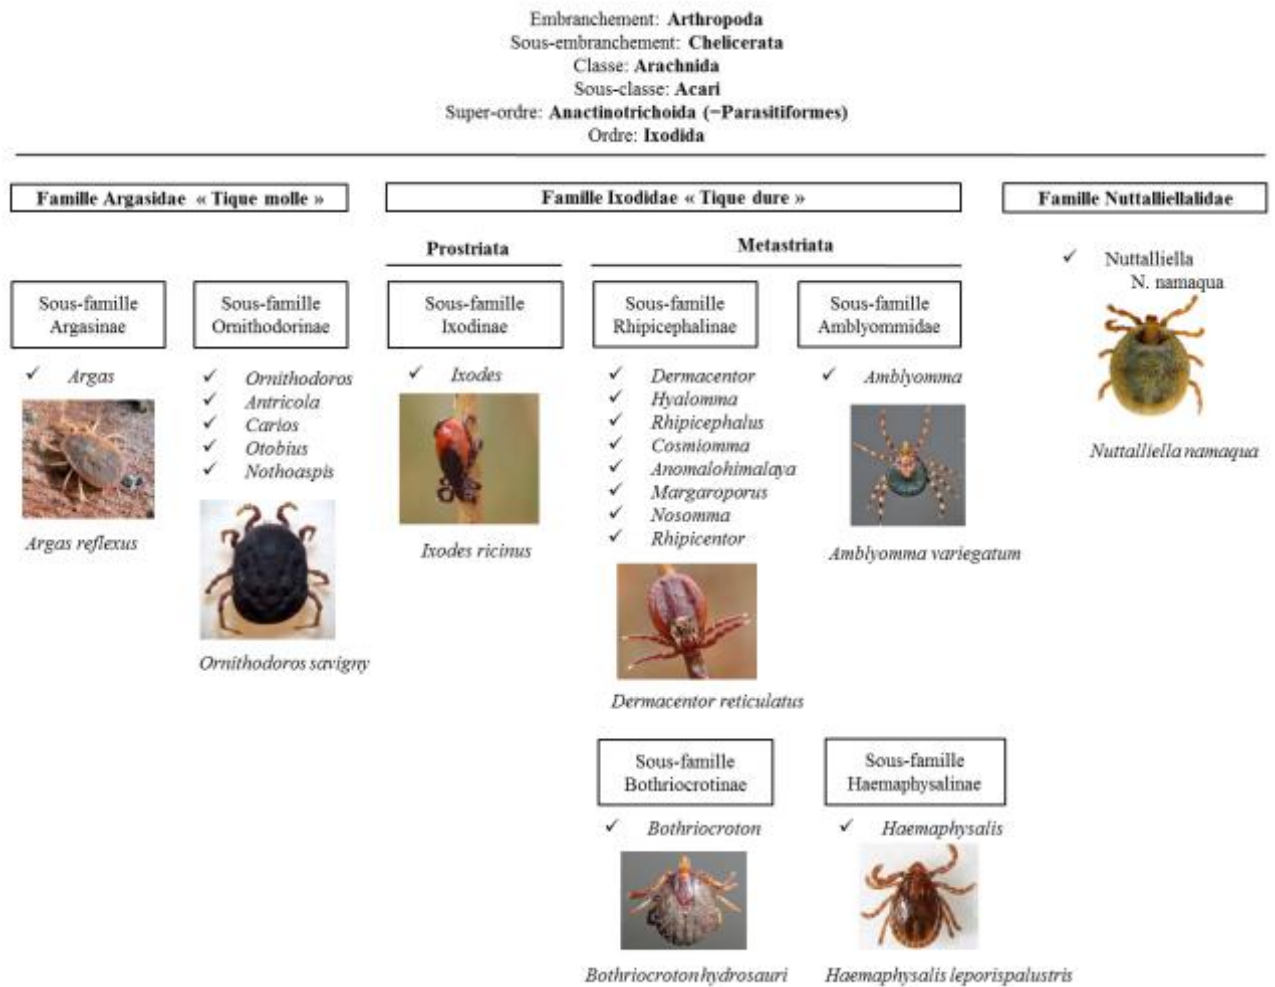 Embranchement: Arthropoda
Sous-embranchement: Chelicerata
Classe: Arachnida
Sous-classe: Acari
Super-ordre: Anactinotrichoida (=Parasitiformes)
Ordre: Ixodida
Famille Argasidae « Tique molle »
Famille Ixodidae « Tique dure »
Famille Nuttalliellalidae
Prostriata
Metastriata
✓ Nuttalliella
N. namaqua
Nuttalliella namaqua
Sous-famille
Argasinae
✓ Argas
Argas reflexus
Sous-famille
Ornithodorinae
✓ Ornithodoros
✓ Antricola
✓ Carios
✓ Otobius
✓ Nothoaspis
Ornithodoros savigny
Sous-famille
Ixodinae
✓ Ixodes
Ixodes ricinus
Sous-famille
Rhipicephalinae
✓ Dermacentor
✓ Hyalomma
✓ Rhipicephalus
✓ Cosmiomma
✓ Anomalohimalaya
✓ Margaroporus
✓ Nosomma
✓ Rhipicentor
Dermacentor reticulatus
Sous-famille
Amblyommidae
✓ Amblyomma
Amblyomma variegatum
Sous-famille
Bothriocrotinae
✓ Bothriocroton
Bothriocroton hydrosauri
Sous-famille
Haemaphysalinae
✓ Haemaphysalis
Haemaphysalis leporispalustris